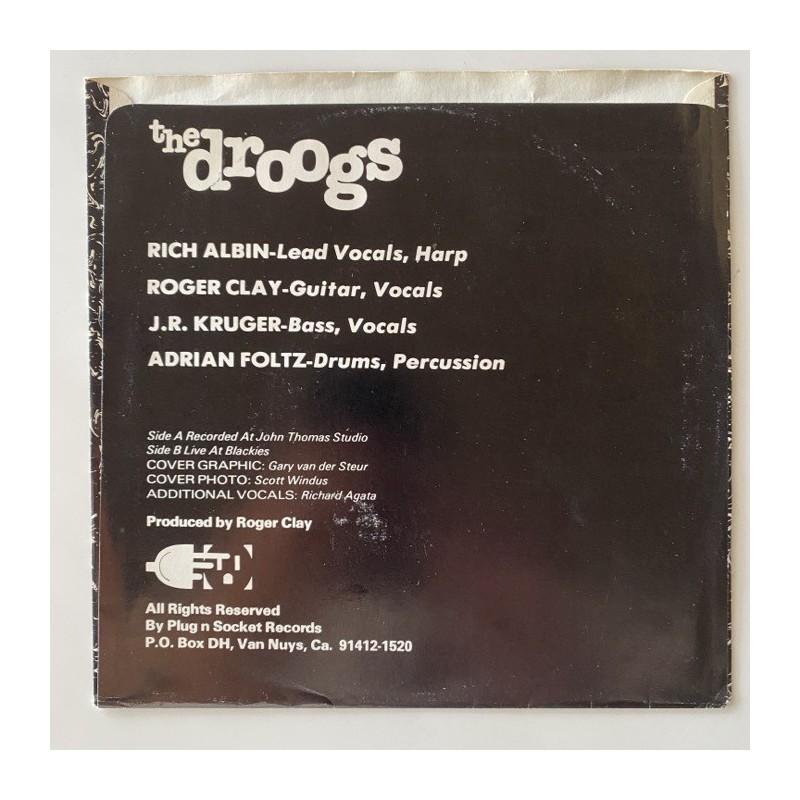 the droogs
RICH ALBIN-Lead Vocals, Harp
ROGER CLAY-Guitar, Vocals
J.R. KRUGER-Bass, Vocals
ADRIAN FOLTZ-Drums, Percussion
Side A Recorded At John Thomas Studio
Side B Live At Blackies
COVER GRAPHIC: Gary van der Steur
COVER PHOTO: Scott Windus
ADDITIONAL VOCALS: Richard Agata
Produced by Roger Clay
All Rights Reserved
By Plug n Socket Records
P.O. Box DH, Van Nuys, Ca. 91412-1520